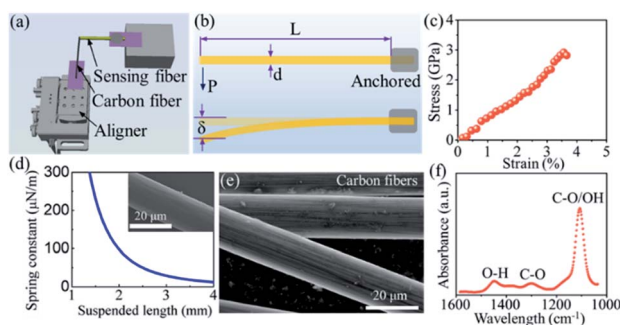 (a)
Sensing fiber
Carbon fiber
Aligner
(b)
L
d
P
Anchored
δ
(c)
Stress (GPa)
5
4
3
2
1
0
0 1 2 3 4 5
Strain (%)
(d)
Spring constant (μN/m)
300
200
100
0
20 μm
1 2 3 4
Suspended length (mm)
(e)
Carbon fibers
20 μm
(f)
Absorbance (a.u.)
C-O/OH
O-H
C-O
1600 1400 1200 1000
Wavelength (cm⁻¹)